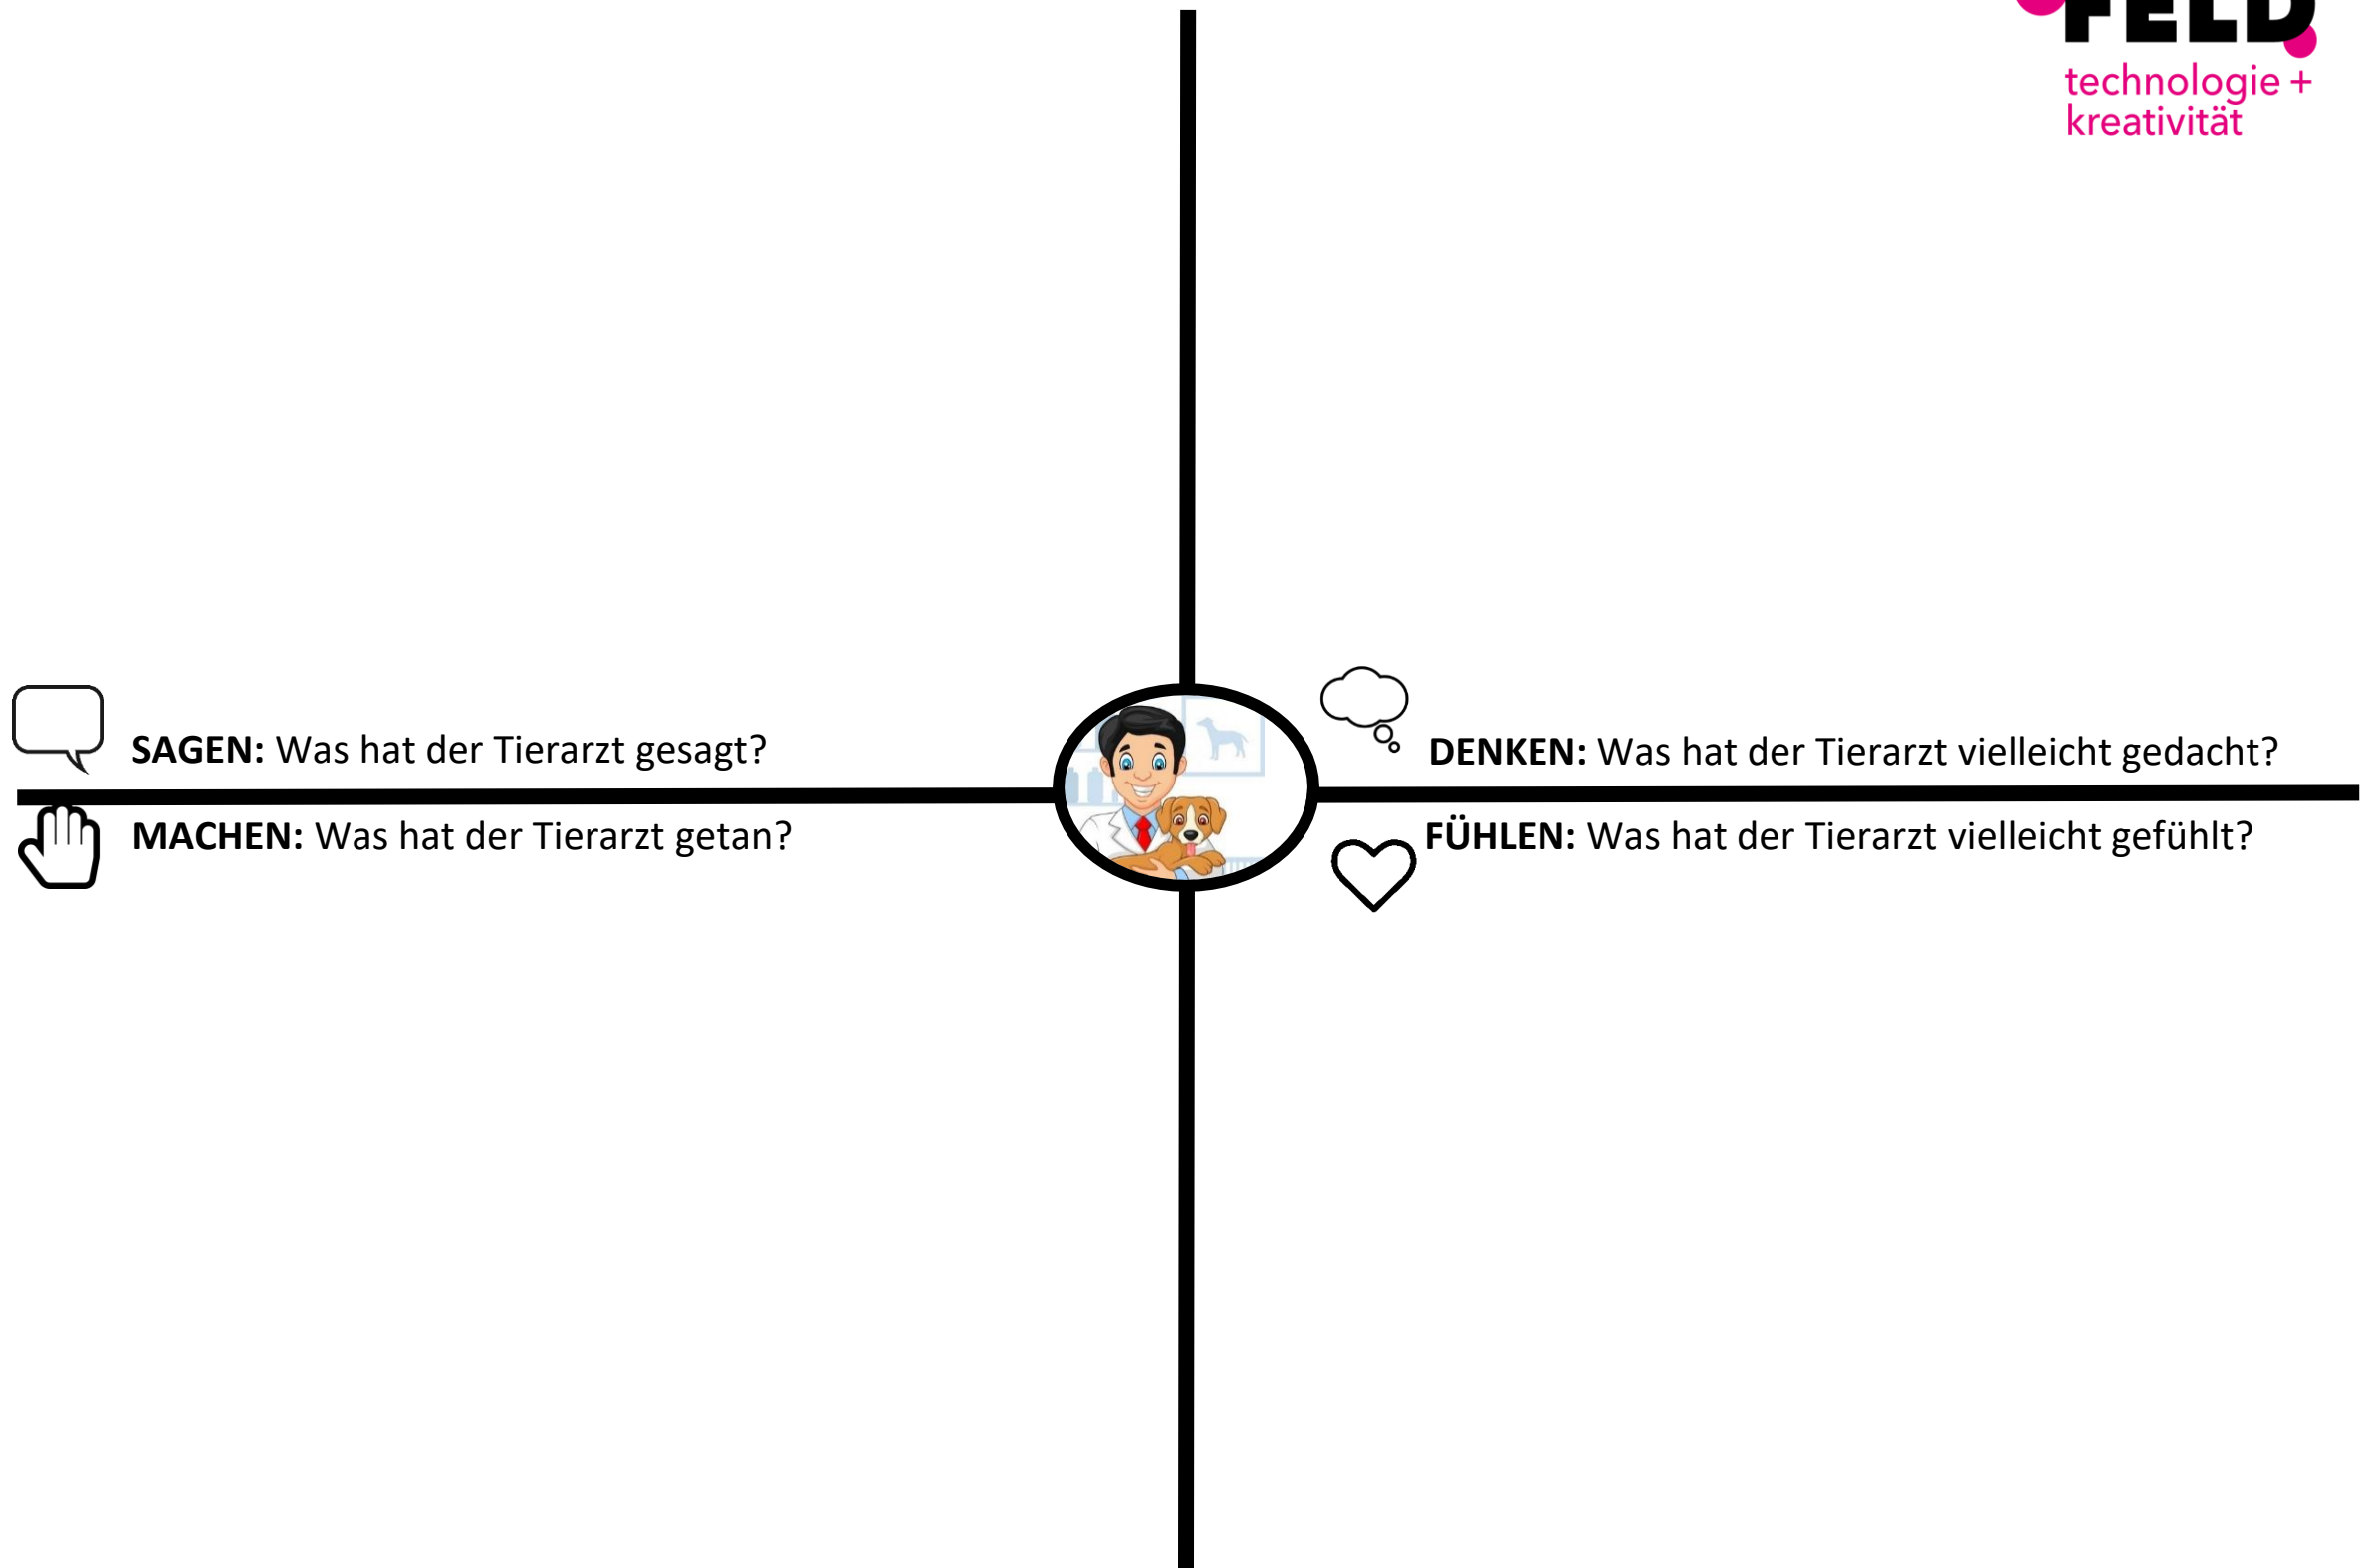 FELD
technologie +
kreativität
SAGEN: Was hat der Tierarzt gesagt?
DENKEN: Was hat der Tierarzt vielleicht gedacht?
MACHEN: Was hat der Tierarzt getan?
FÜHLEN: Was hat der Tierarzt vielleicht gefühlt?